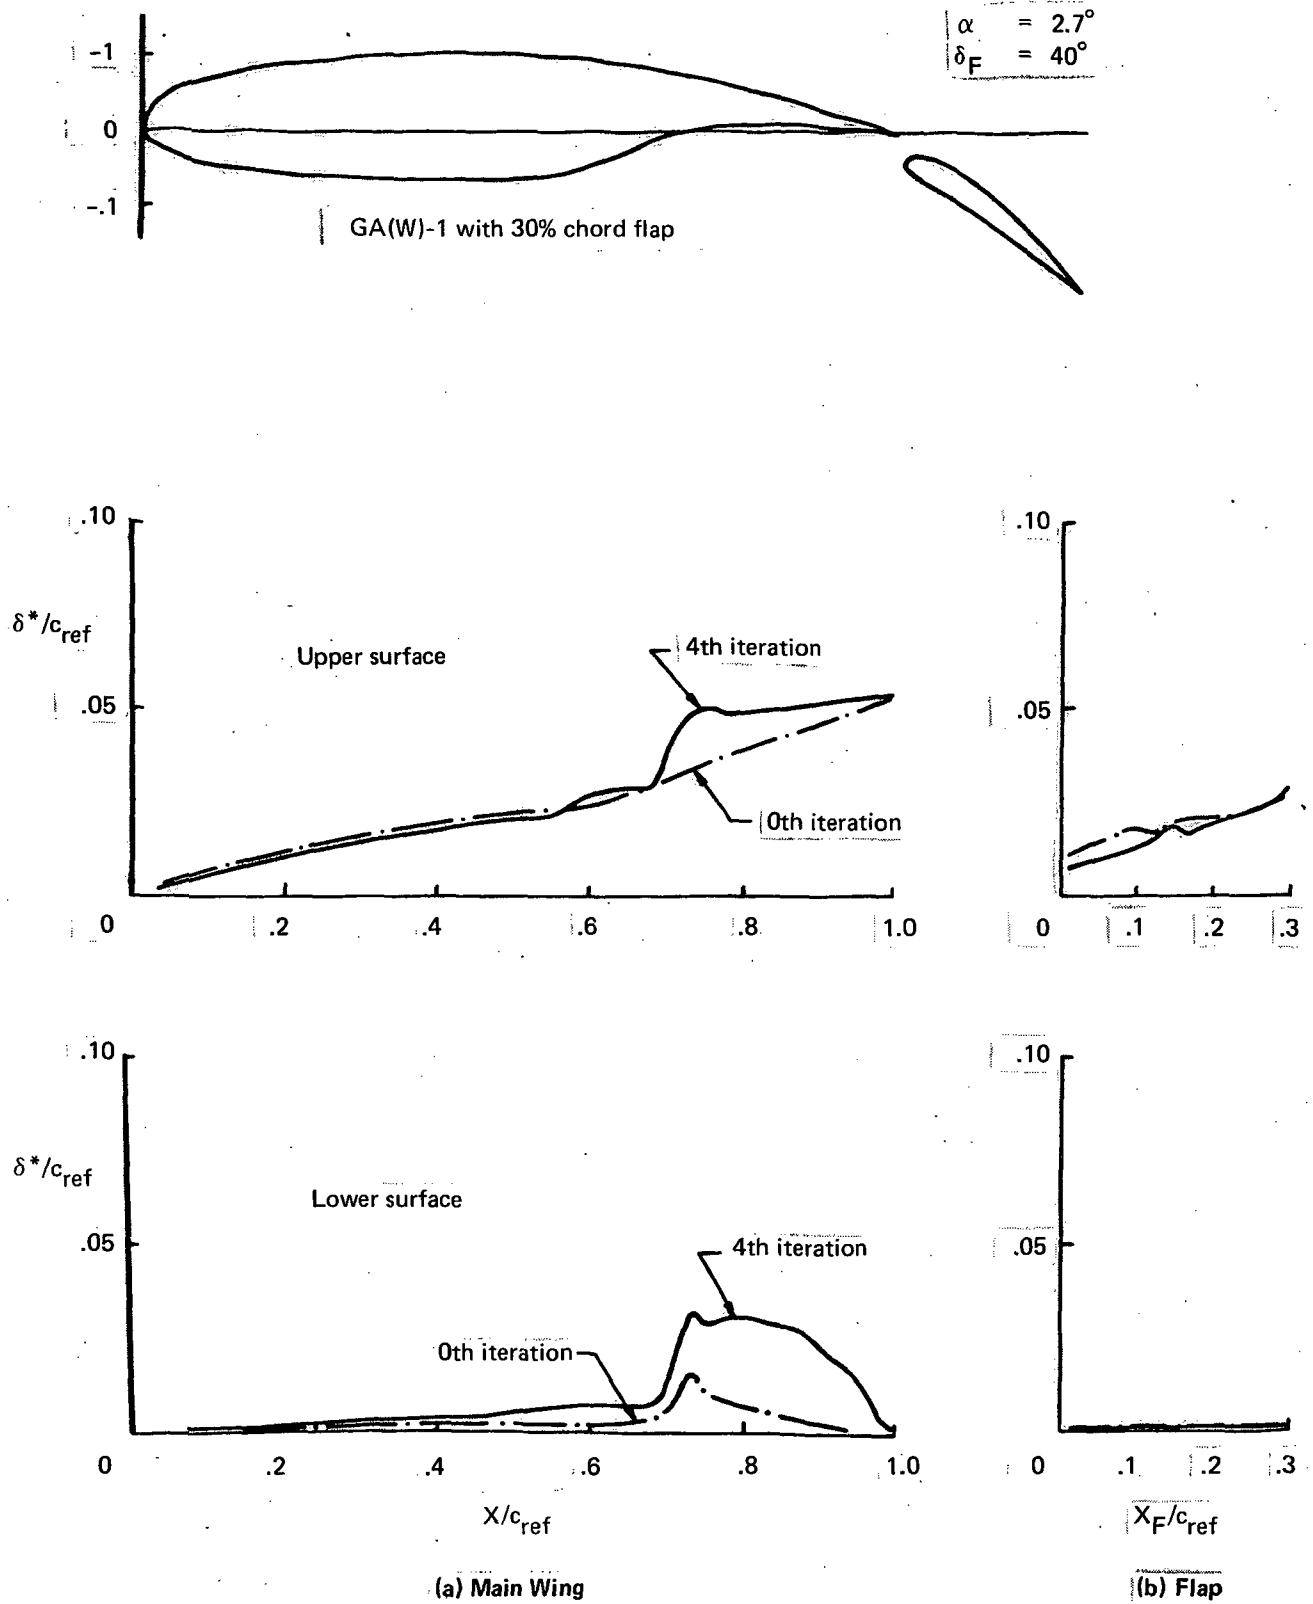 α = 2.7°
δF = 40°
-1
0
-.1
GA(W)-1 with 30% chord flap
.10
δ*/cref
.05
Upper surface
4th iteration
0th iteration
0 .2 .4 .6 .8 1.0
.10
.05
0 .1 .2 .3
.10
δ*/cref
.05
Lower surface
4th iteration
0th iteration
0 .2 .4 .6 .8 1.0
X/cref
(a) Main Wing
.10
.05
0 .1 .2 .3
XF/cref
(b) Flap